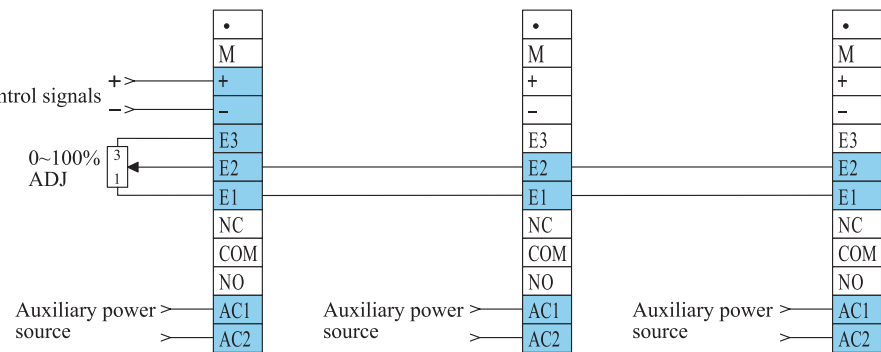 • • •
M M M
+ + + +
ntrol signals
− − − −
E3 E3 E3
0~100% 3 E2 E2 E2
ADJ 1 E1 E1 E1
NC NC NC
COM COM COM
NO NO NO
Auxiliary power AC1 Auxiliary power AC1 Auxiliary power AC1
source AC2 source AC2 source AC2